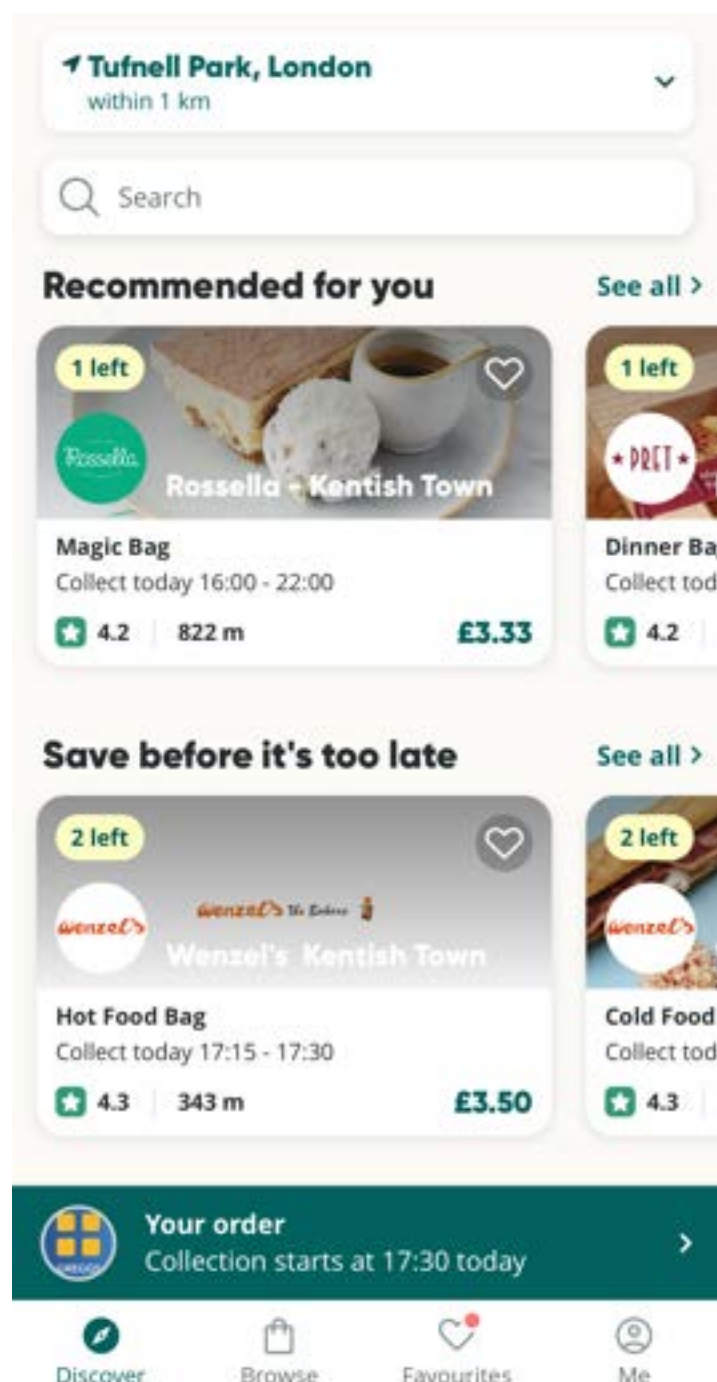 Tufnell Park, London
within 1 km
Search
Recommended for you
See all >
1 left
Rossella
Rossella - Kentish Town
Magic Bag
Collect today 16:00 - 22:00
4.2
822 m
£3.33
1 left
PRET
Dinner Ba
Collect tod
4.2
Save before it's too late
See all >
2 left
Wenzel's
Wenzel's The Bakers
Wenzel's Kentish Town
Hot Food Bag
Collect today 17:15 - 17:30
4.3
343 m
£3.50
2 left
Wenzel's
Cold Food
Collect tod
4.3
GREGGS
Your order
Collection starts at 17:30 today
Discover
Browse
Favourites
Me